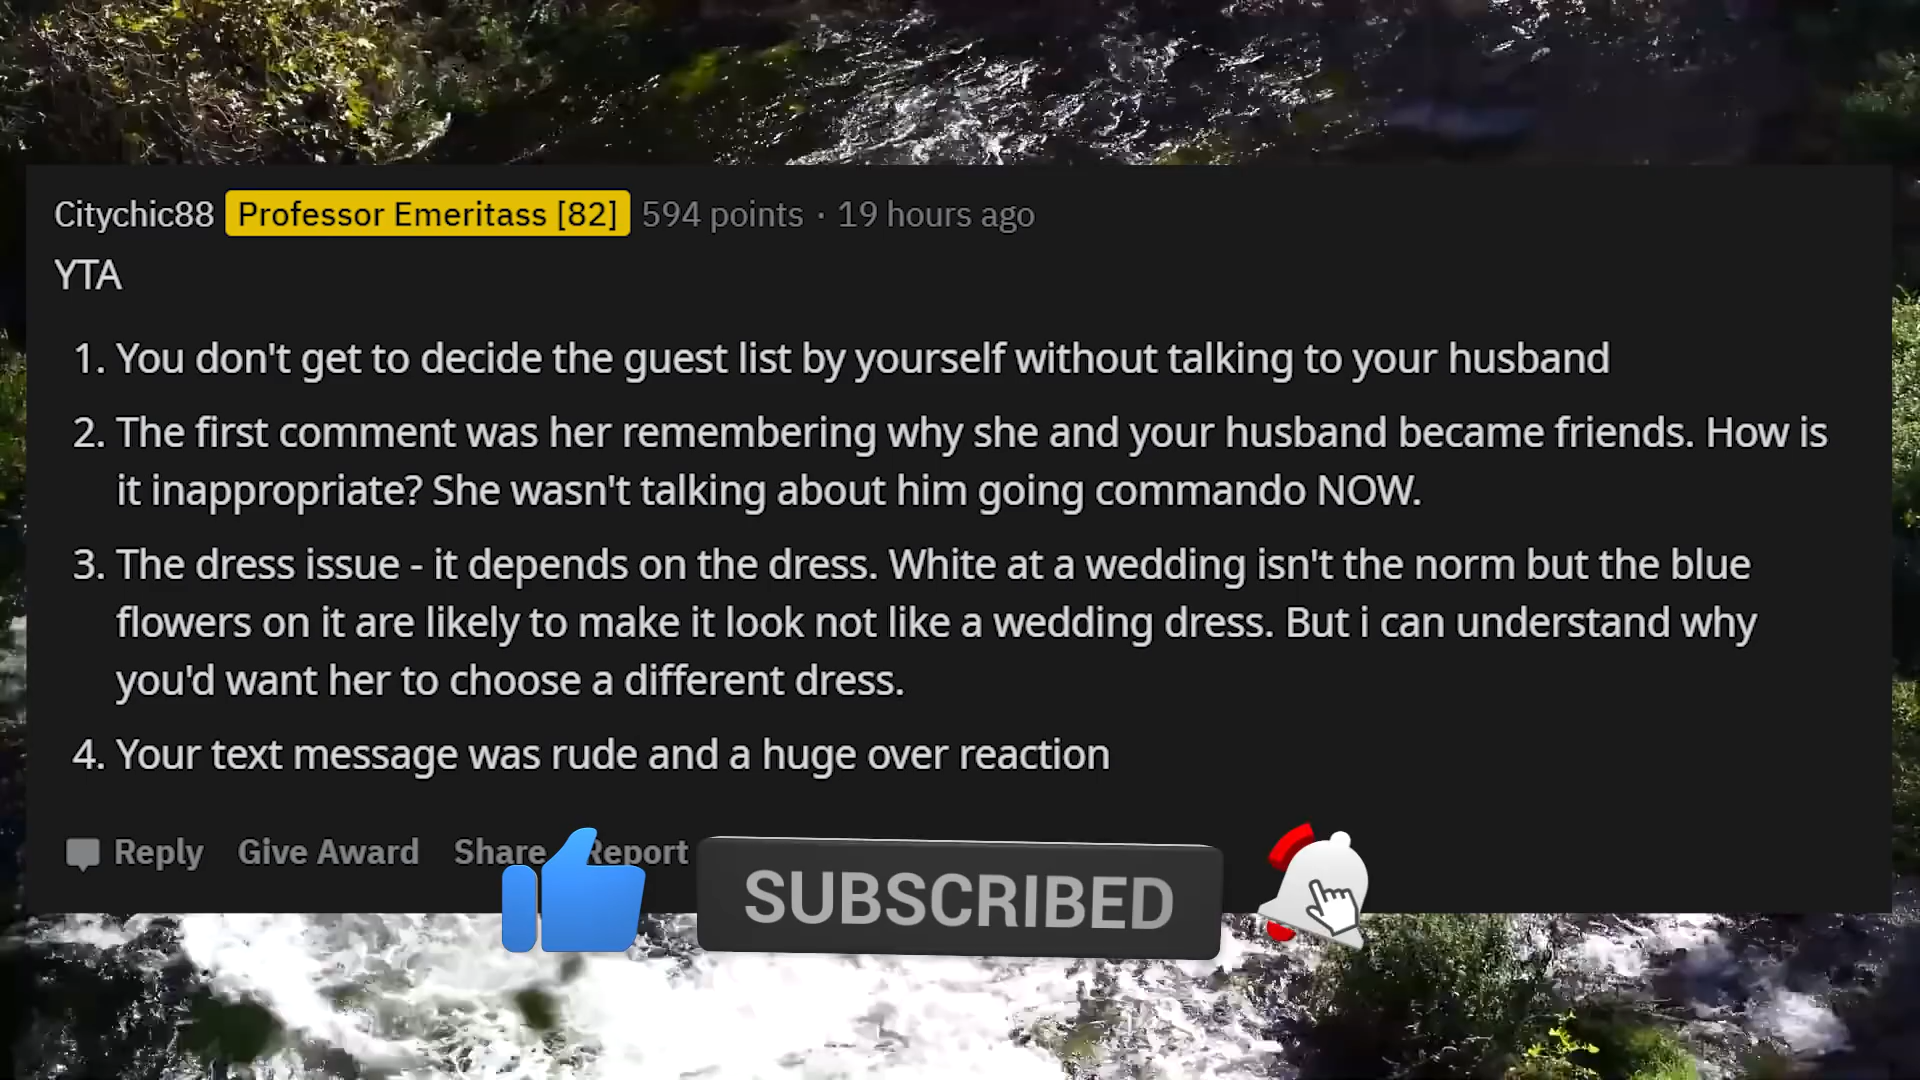 Citychic88 Professor Emeritass [82] 594 points · 19 hours ago
YTA
1. You don't get to decide the guest list by yourself without talking to your husband
2. The first comment was her remembering why she and your husband became friends. How is
it inappropriate? She wasn't talking about him going commando NOW.
3. The dress issue - it depends on the dress. White at a wedding isn't the norm but the blue
flowers on it are likely to make it look not like a wedding dress. But i can understand why
you'd want her to choose a different dress.
4. Your text message was rude and a huge over reaction
Reply Give Award Share Report
SUBSCRIBED